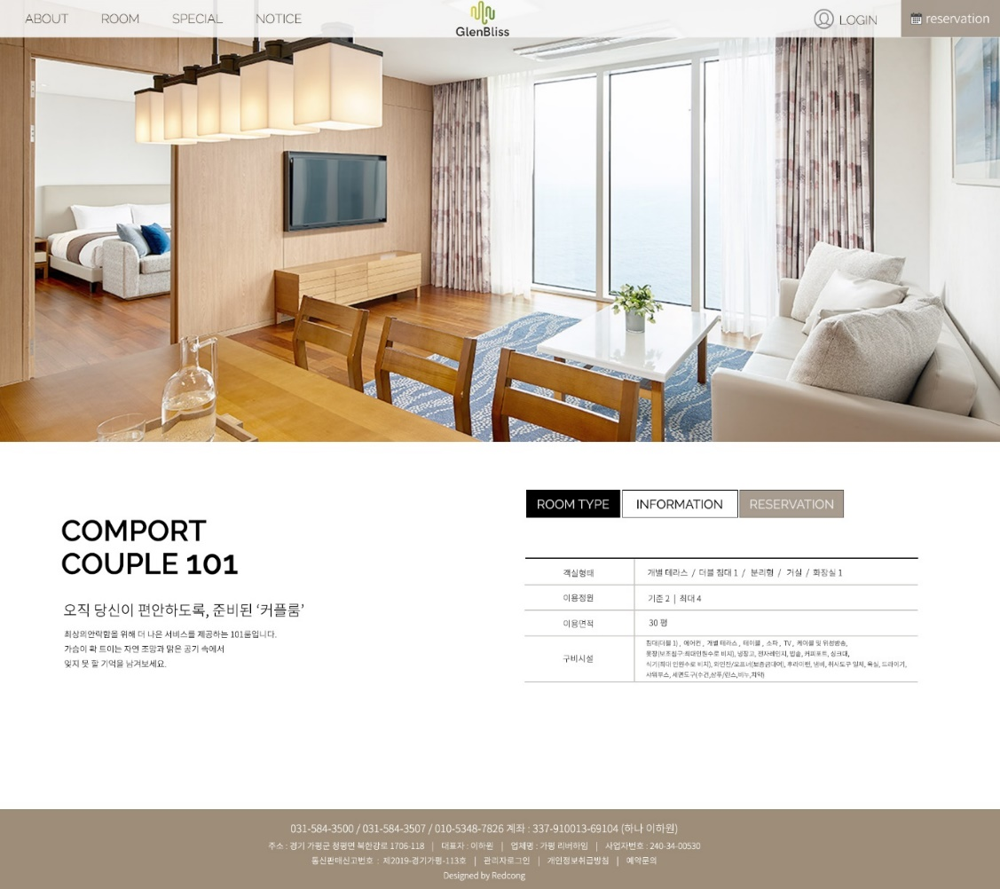 ABOUT ROOM SPECIAL NOTICE GlenBliss LOGIN reservation
ROOM TYPE INFORMATION RESERVATION
COMPORT
COUPLE 101
오직 당신이 편안하도록, 준비된 ‘커플룸’
최상의안락함을 위해 더 나은 서비스를 제공하는 101룸입니다.
가슴이 확 트이는 자연 조망과 맑은 공기 속에서
잊지 못 할 기억을 남겨보세요.
객실형태 개별 테라스 / 더블 침대 1 / 분리형 / 거실 / 화장실 1
이용정원 기준 2 | 최대 4
이용면적 30 평
구비시설 침대(더블 1) , 에어컨 , 개별 테라스 , 테이블 , 소파 , TV , 케이블 및 위성방송,
옷장(보조침구:최대인원수로 비치), 냉장고, 전자레인지, 밥솥, 커피포트, 싱크대,
식기(최대 인원수로 비치), 와인잔/오프너(보증금대여), 후라이팬, 냄비, 취사도구 일체, 욕실, 드라이기,
샤워부스, 세면도구(수건,샴푸/린스,비누,치약)
031-584-3500 / 031-584-3507 / 010-5348-7826 계좌 : 337-910013-69104 (하나 이하원)
주소 : 경기 가평군 청평면 북한강로 1706-118 | 대표자 : 이하원 | 업체명 : 가평 리버하임 | 사업자번호 : 240-34-00530
통신판매신고번호 : 제2019-경기가평-113호 | 관리자로그인 | 개인정보취급방침 | 예약문의
Designed by Redcong